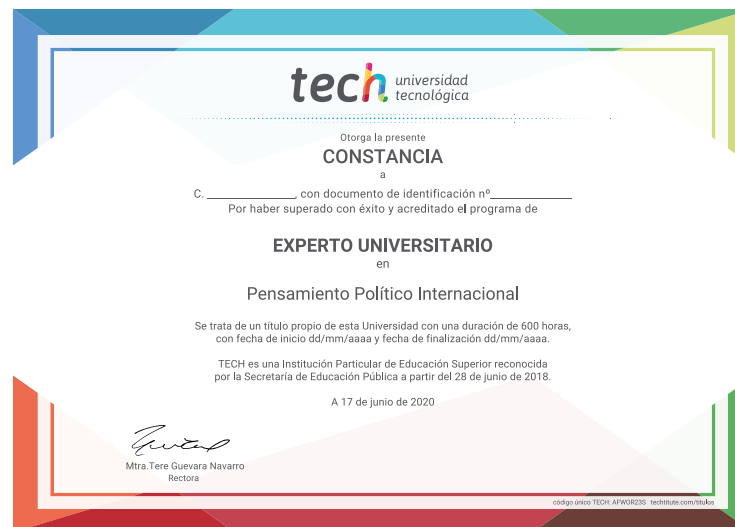 tech universidad
tecnológica
Otorga la presente
CONSTANCIA
a
C. ______________, con documento de identificación nº_____________
Por haber superado con éxito y acreditado el programa de
EXPERTO UNIVERSITARIO
en
Pensamiento Político Internacional
Se trata de un título propio de esta Universidad con una duración de 600 horas,
con fecha de inicio dd/mm/aaaa y fecha de finalización dd/mm/aaaa.
TECH es una Institución Particular de Educación Superior reconocida
por la Secretaría de Educación Pública a partir del 28 de junio de 2018.
A 17 de junio de 2020
Mtra.Tere Guevara Navarro
Rectora
código único TECH: AFWOR23S techtitute.com/títulos